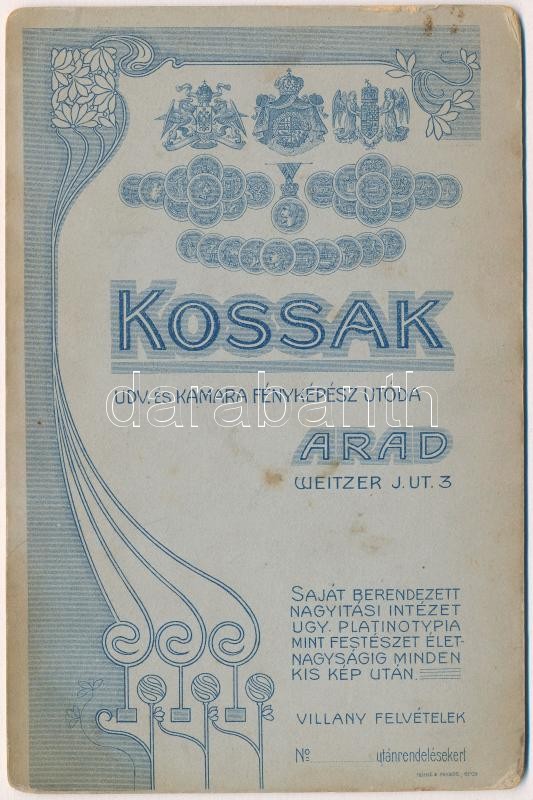 KOSSAK
UDV. ÉS KAMARA FÉNYKÉPÉSZ UTÓDA
darabanth
ARAD
WEITZER J. UT. 3
SAJÁT BERENDEZETT
NAGYITÁSI INTÉZET
UGY. PLATINOTYPIA
MINT FESTÉSZET ÉLET-
NAGYSÁGIG MINDEN
KIS KÉP UTÁN.
VILLANY FELVÉTELEK
No utánrendelésekert